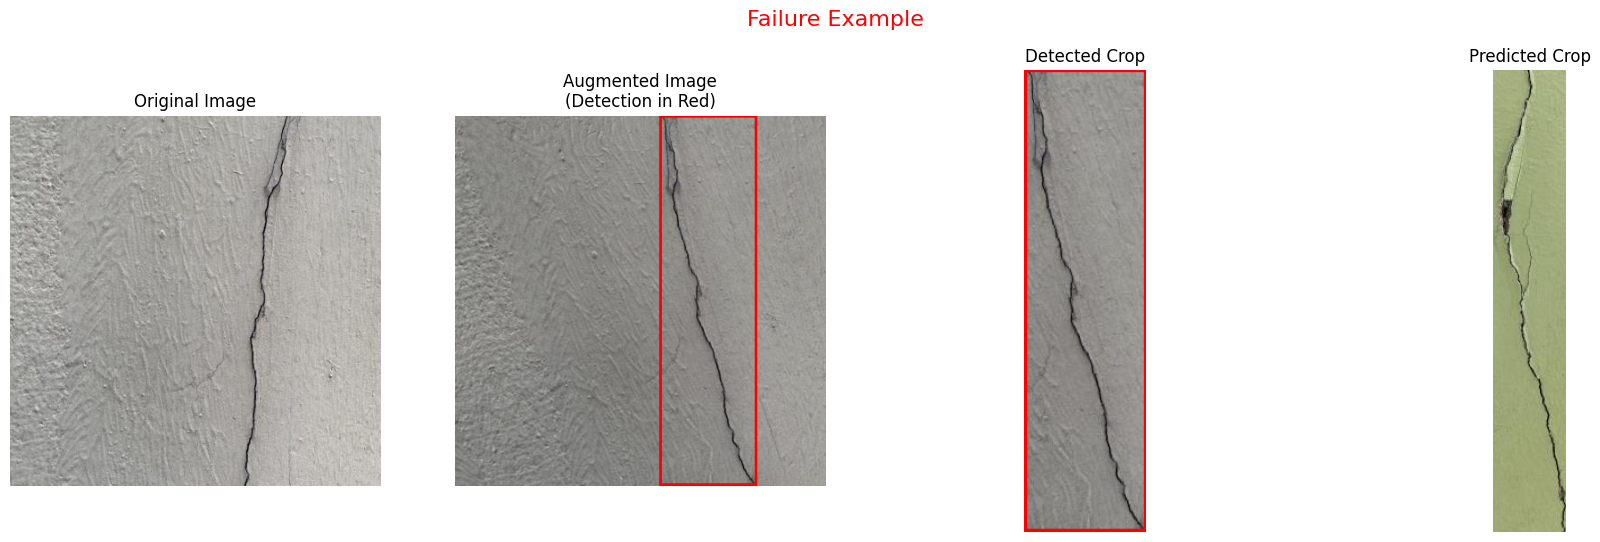 Failure Example
Original Image
Augmented Image
(Detection in Red)
Detected Crop
Predicted Crop